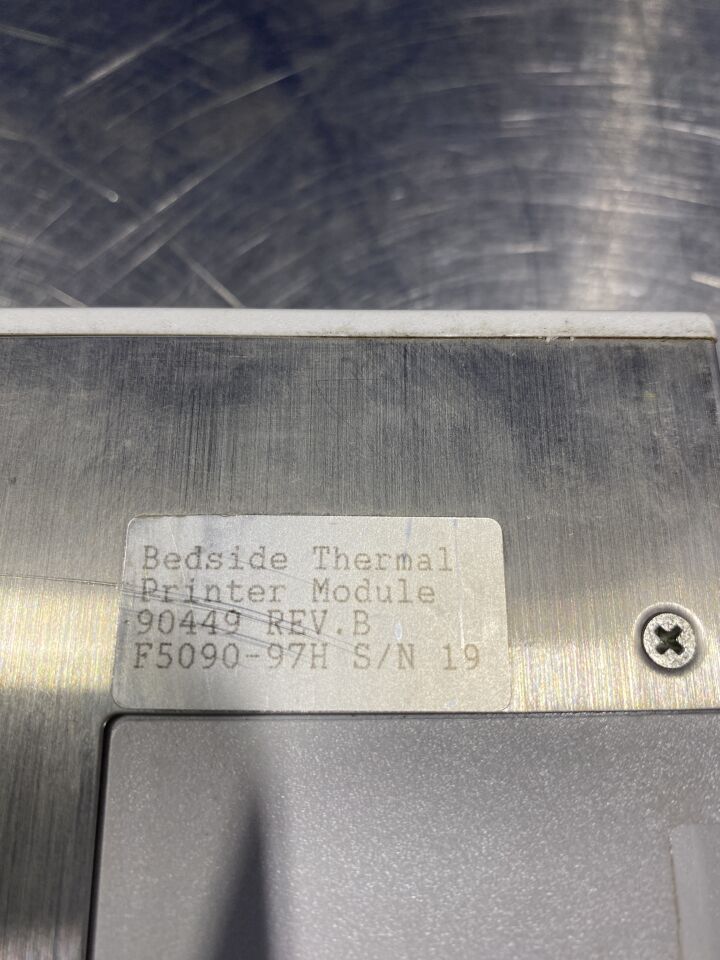 Bedside Thermal
Printer Module
90449 REV.B
F5090-97H S/N 19